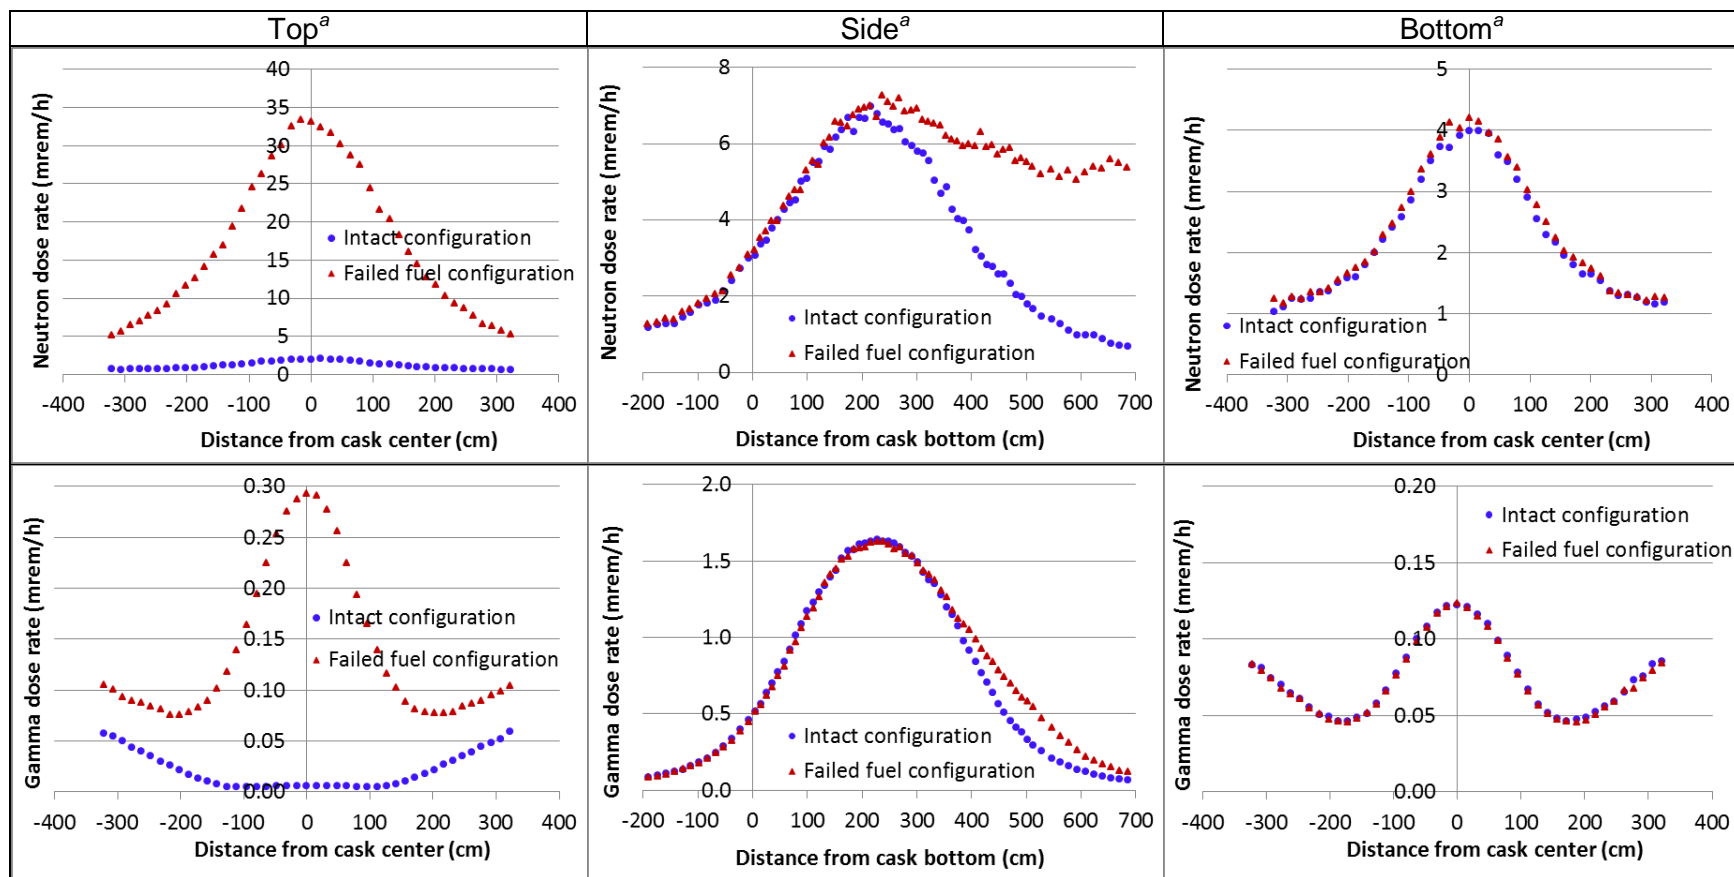 Topᵃ
Sideᵃ
Bottomᵃ
Neutron dose rate (mrem/h)
40
35
30
25
20
15
10
5
0
Intact configuration
Failed fuel configuration
-400 -300 -200 -100 0 100 200 300 400
Distance from cask center (cm)
Neutron dose rate (mrem/h)
8
6
4
2
0
Intact configuration
Failed fuel configuration
-200 -100 0 100 200 300 400 500 600 700
Distance from cask bottom (cm)
Neutron dose rate (mrem/h)
5
4
3
2
1
0
Intact configuration
Failed fuel configuration
-400 -300 -200 -100 0 100 200 300 400
Distance from cask center (cm)
Gamma dose rate (mrem/h)
0.30
0.25
0.20
0.15
0.10
0.05
0.00
Intact configuration
Failed fuel configuration
-400 -300 -200 -100 0 100 200 300 400
Distance from cask center (cm)
Gamma dose rate (mrem/h)
2.0
1.5
1.0
0.5
0.0
Intact configuration
Failed fuel configuration
-200 -100 0 100 200 300 400 500 600 700
Distance from cask bottom (cm)
Gamma dose rate (mrem/h)
0.20
0.15
0.10
0.05
0.00
Intact configuration
Failed fuel configuration
-400 -300 -200 -100 0 100 200 300 400
Distance from cask center (cm)